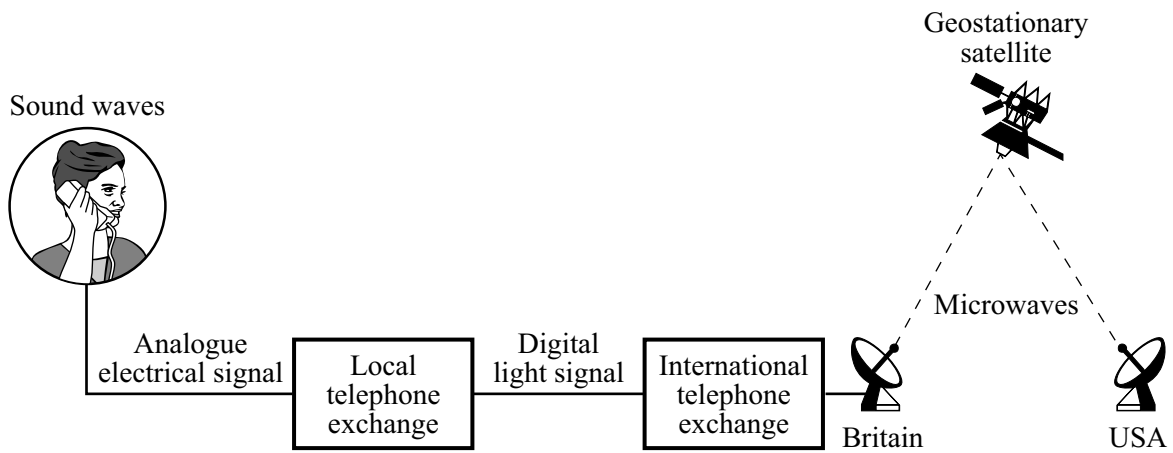 Geostationary
satellite
Sound waves
Microwaves
Analogue
electrical signal
Local
telephone
exchange
Digital
light signal
International
telephone
exchange
Britain
USA